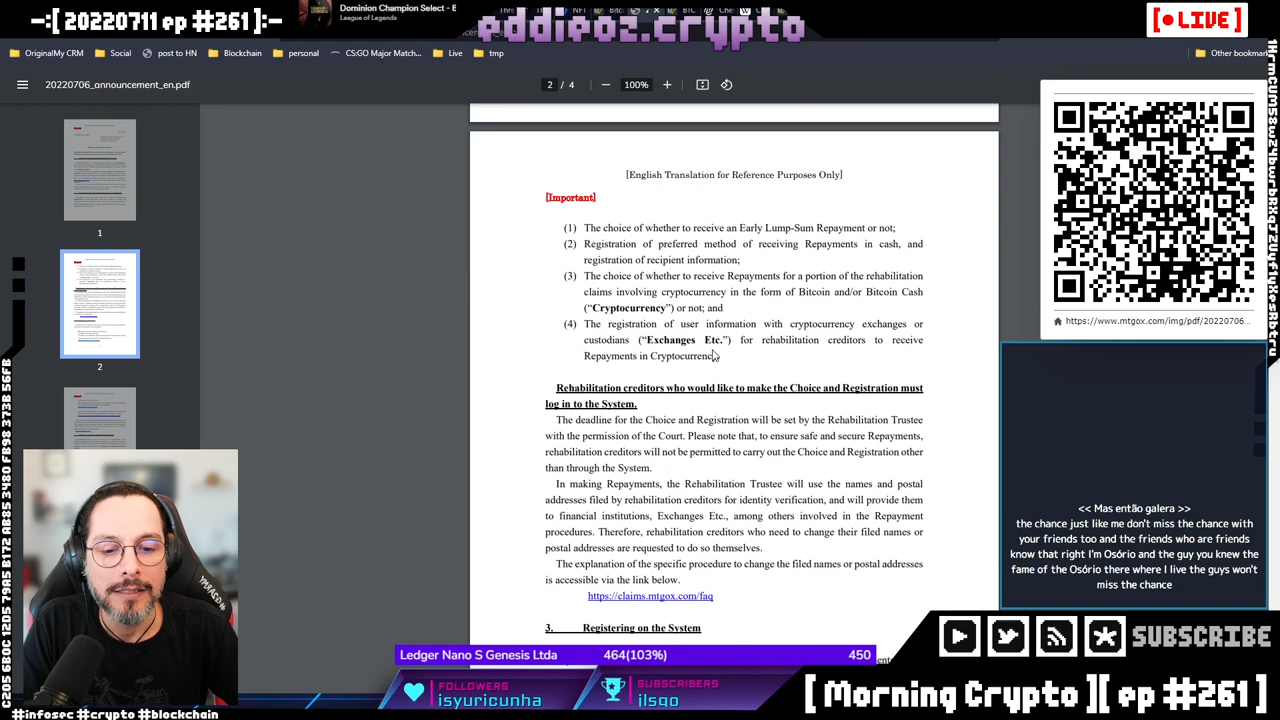 -:[ 20220711 ep #261]:-
Dominion Champion Select - B
League of Legends
eddieoz.crypto
[● LIVE ]
OriginalMy CRM
Social
post to HN
Blockchain
personal
CS:GO Major Match...
Live
tmp
Other bookmar
20220706_announcement_en.pdf
2 / 4
100%
1
2
[English Translation for Reference Purposes Only]
[Important]
(1) The choice of whether to receive an Early Lump-Sum Repayment or not;
(2) Registration of preferred method of receiving Repayments in cash, and
registration of recipient information;
(3) The choice of whether to receive Repayments for a portion of the rehabilitation
claims involving cryptocurrency in the form of Bitcoin and/or Bitcoin Cash
(“Cryptocurrency”) or not; and
(4) The registration of user information with cryptocurrency exchanges or
custodians (“Exchanges Etc.”) for rehabilitation creditors to receive
Repayments in Cryptocurrency
Rehabilitation creditors who would like to make the Choice and Registration must
log in to the System.
The deadline for the Choice and Registration will be set by the Rehabilitation Trustee
with the permission of the Court. Please note that, to ensure safe and secure Repayments,
rehabilitation creditors will not be permitted to carry out the Choice and Registration other
than through the System.
In making Repayments, the Rehabilitation Trustee will use the names and postal
addresses filed by rehabilitation creditors for identity verification, and will provide them
to financial institutions, Exchanges Etc., among others involved in the Repayment
procedures. Therefore, rehabilitation creditors who need to change their filed names or
postal addresses are requested to do so themselves.
The explanation of the specific procedure to change the filed names or postal addresses
is accessible via the link below.
https://claims.mtgox.com/faq
3. Registering on the System
https://www.mtgox.com/img/pdf/20220706...
<< Mas então galera >>
the chance just like me don't miss the chance with
your friends too and the friends who are friends
know that right I'm Osório and the guy you knew the
fame of the Osório there where I live the guys won't
miss the chance
Ledger Nano S Genesis Ltda
464(103%)
450
SUBSCRIBE
FOLLOWERS
isyuricunha
SUBSCRIBERS
ilsgo
[ Morning Crypto ][ ep #261 ]
infosec #crypto #blockchain